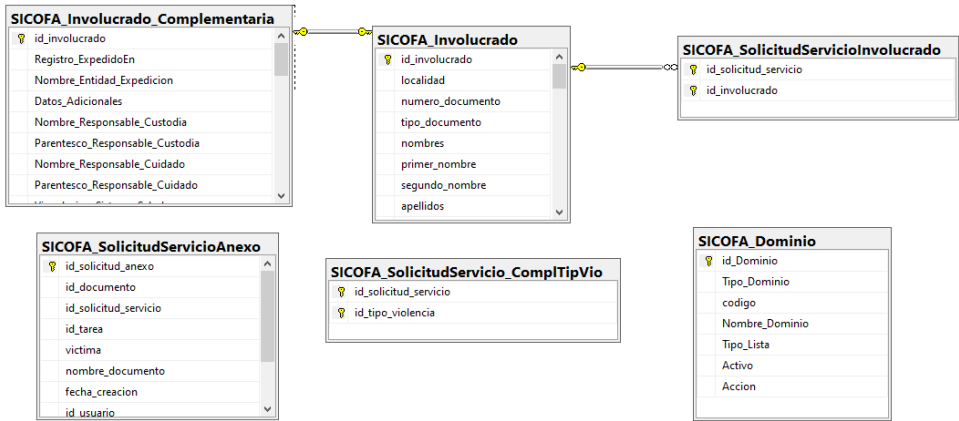 SICOFA_Involucrado_Complementaria
id_involucrado
Registro_ExpedidoEn
Nombre_Entidad_Expedicion
Datos_Adicionales
Nombre_Responsable_Custodia
Parentesco_Responsable_Custodia
Nombre_Responsable_Cuidado
Parentesco_Responsable_Cuidado
SICOFA_Involucrado
id_involucrado
localidad
numero_documento
tipo_documento
nombres
primer_nombre
segundo_nombre
apellidos
SICOFA_SolicitudServicioInvolucrado
id_solicitud_servicio
id_involucrado
SICOFA_SolicitudServicioAnexo
id_solicitud_anexo
id_documento
id_solicitud_servicio
id_tarea
victima
nombre_documento
fecha_creacion
id_usuario
SICOFA_SolicitudServicio_ComplTipVio
id_solicitud_servicio
id_tipo_violencia
SICOFA_Dominio
id_Dominio
Tipo_Dominio
codigo
Nombre_Dominio
Tipo_Lista
Activo
Accion